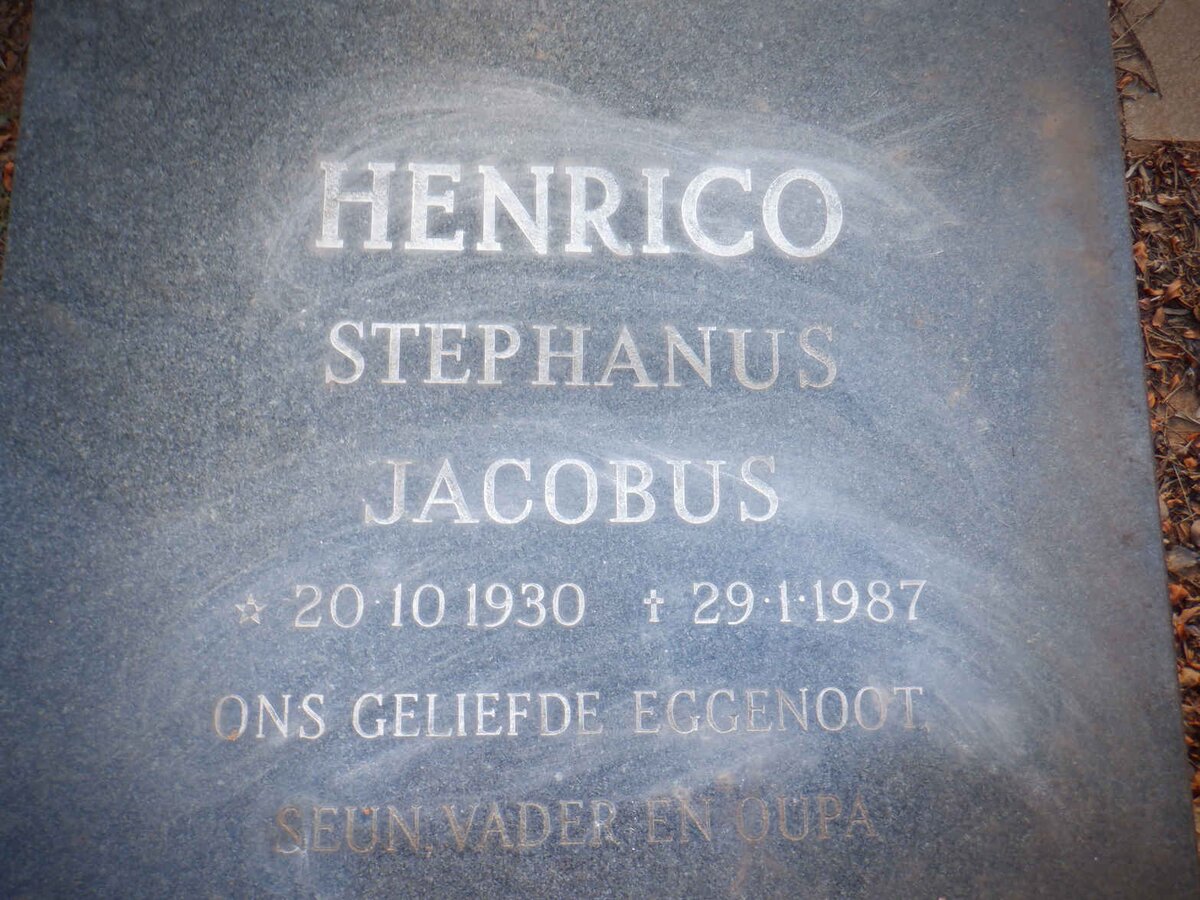 HENRICO
STEPHANUS
JACOBUS
☆ 20·10 1930 ✝ 29·1·1987
ONS GELIEFDE EGGENOOT,
SEUN, VADER EN OUPA